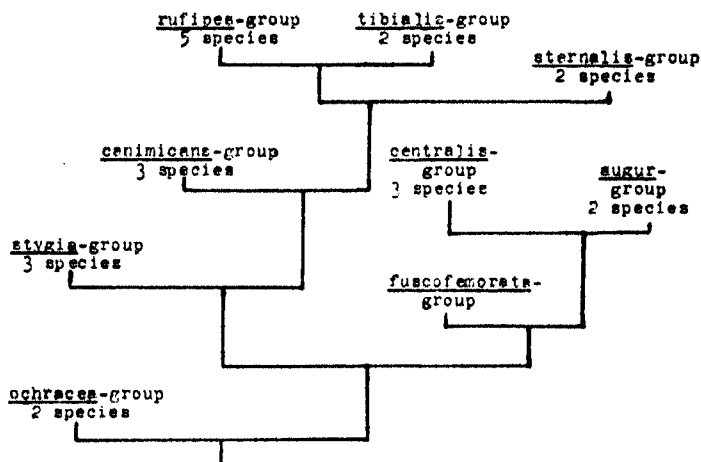 rufipes-group
5 species
tibialis-group
2 species
sternalis-group
2 species
canimicans-group
3 species
centralis-
group
3 species
augur-
group
2 species
stygia-group
3 species
fuscofemorata-
group
ochracea-group
2 species